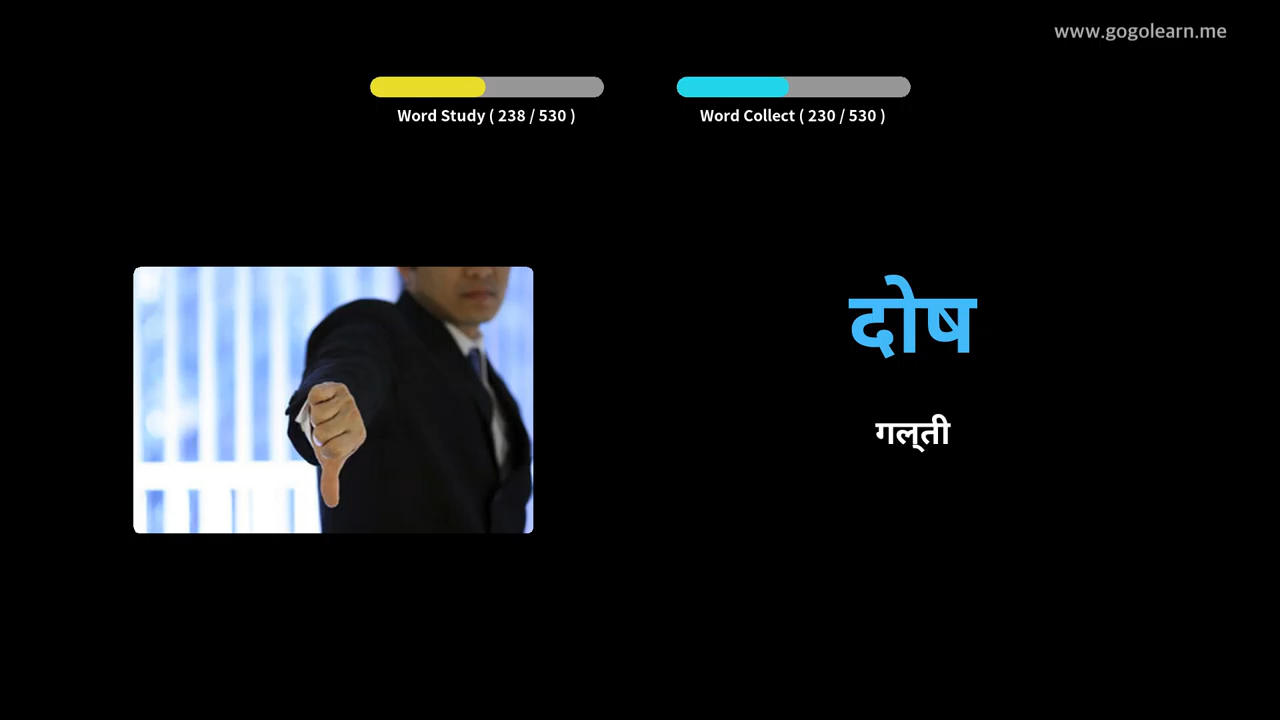 www.gogolearn.me
Word Study ( 238 / 530 )
Word Collect ( 230 / 530 )
दोष
गल्‌ती